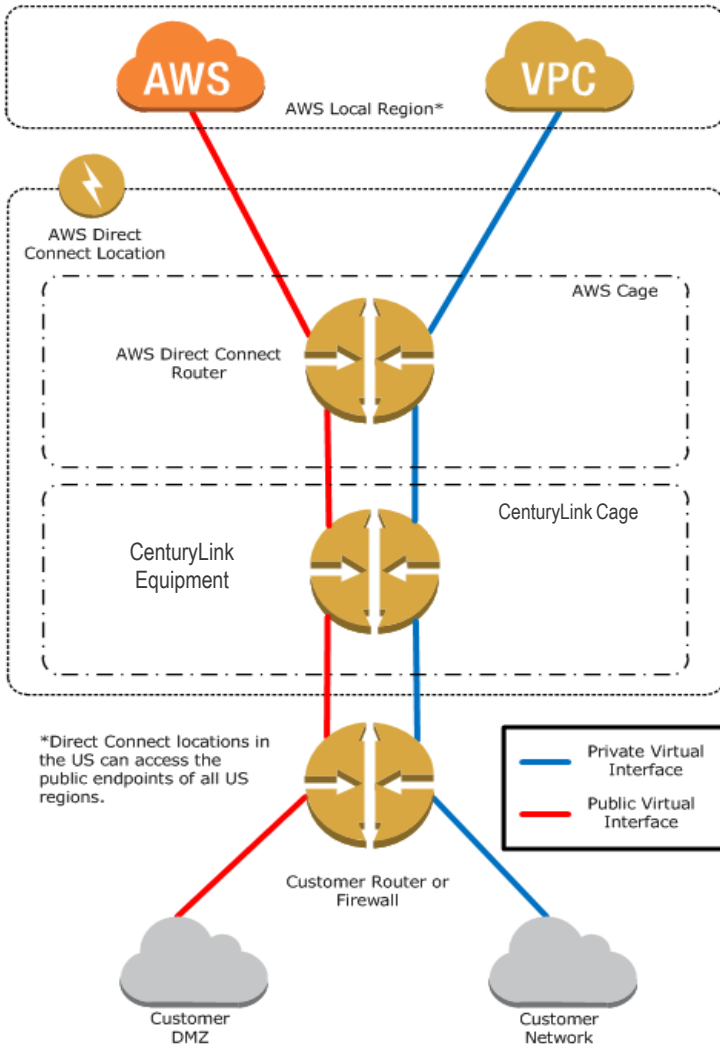 AWS
VPC
AWS Local Region*
AWS Direct
Connect Location
AWS Cage
AWS Direct Connect
Router
CenturyLink Cage
CenturyLink
Equipment
*Direct Connect locations in
the US can access the
public endpoints of all US
regions.
Private Virtual
Interface
Public Virtual
Interface
Customer Router or
Firewall
Customer
DMZ
Customer
Network